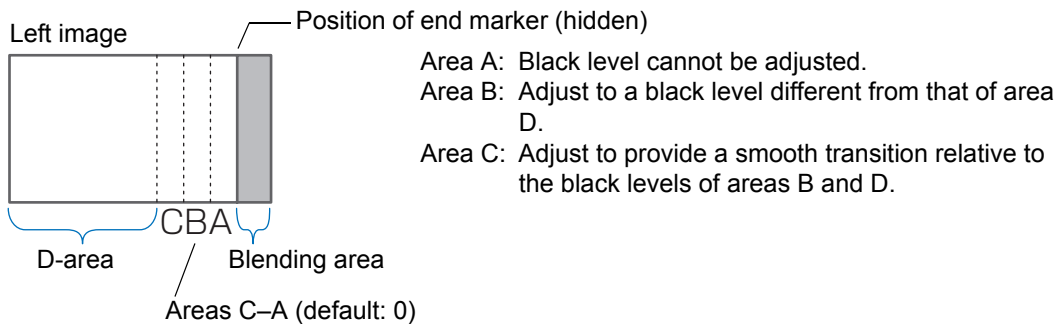 Position of end marker (hidden)
Left image
Area A: Black level cannot be adjusted.
Area B: Adjust to a black level different from that of area
D.
Area C: Adjust to provide a smooth transition relative to
the black levels of areas B and D.
CBA
D-area
Blending area
Areas C–A (default: 0)